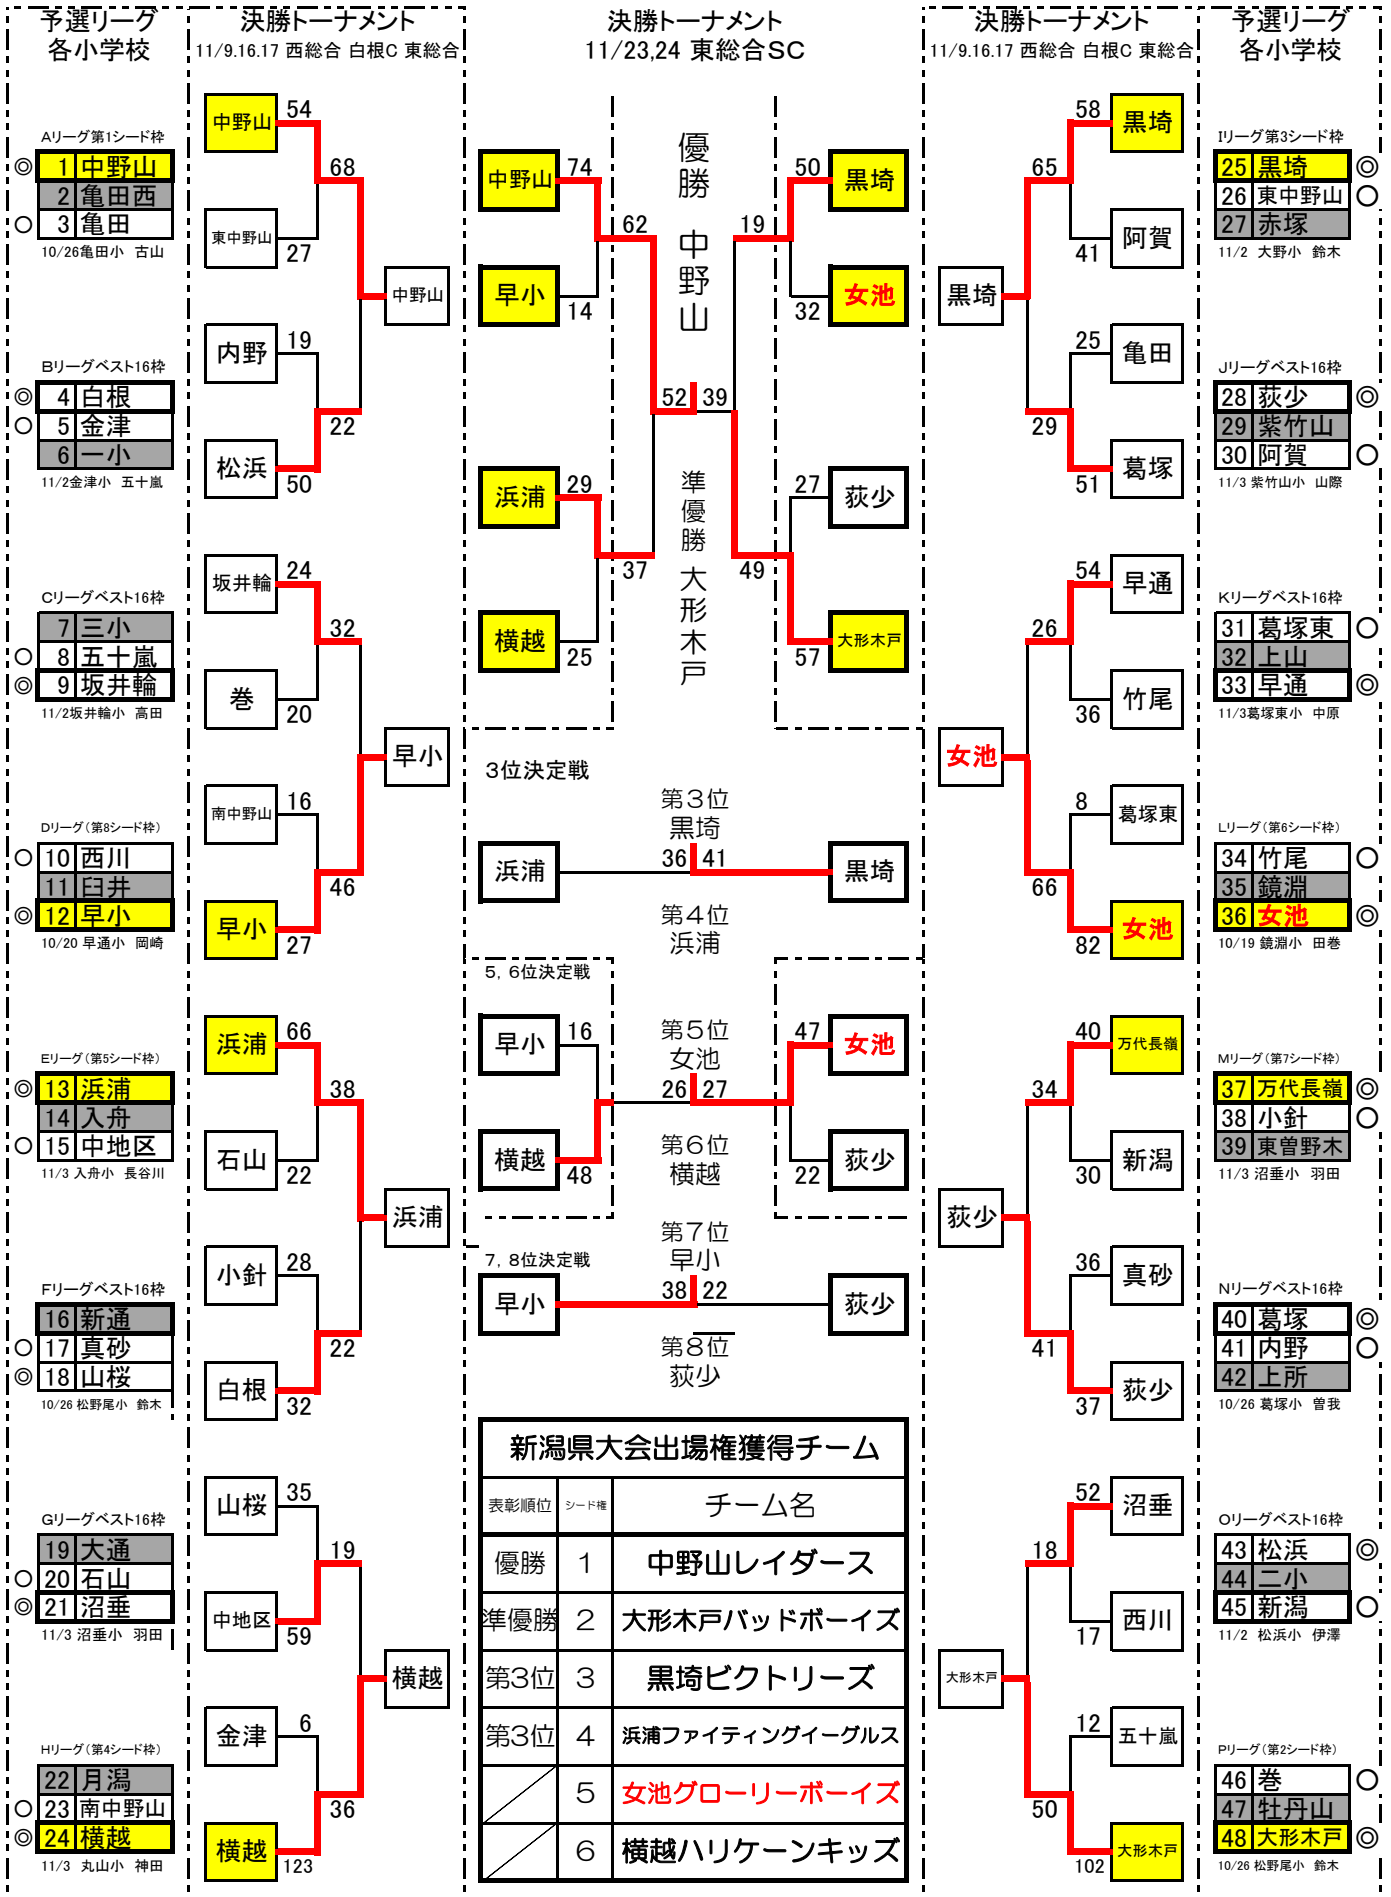 予選リーグ
各小学校
Aリーグ第1シード枠
◎ 1 中野山
2 亀田西
○ 3 亀田
10/26亀田小 古山
Bリーグベスト16枠
◎ 4 白根
○ 5 金津
6 一小
11/2金津小 五十嵐
Cリーグベスト16枠
7 三小
○ 8 五十嵐
◎ 9 坂井輪
11/2坂井輪小 高田
Dリーグ(第8シード枠)
○ 10 西川
11 臼井
◎ 12 早小
10/20 早通小 岡崎
Eリーグ(第5シード枠)
◎ 13 浜浦
14 入舟
○ 15 中地区
11/3 入舟小 長谷川
Fリーグベスト16枠
16 新通
○ 17 真砂
◎ 18 山桜
10/26 松野尾小 鈴木
Gリーグベスト16枠
19 大通
○ 20 石山
◎ 21 沼垂
11/3 沼垂小 羽田
Hリーグ(第4シード枠)
22 月潟
○ 23 南中野山
◎ 24 横越
11/3 丸山小 神田
決勝トーナメント
11/9.16.17 西総合 白根C 東総合
中野山 54
68
東中野山 27
中野山
内野 19
22
松浜 50
坂井輪 24
32
巻 20
早小
南中野山 16
46
早小 27
浜浦 66
38
石山 22
浜浦
小針 28
22
白根 32
山桜 35
19
中地区 59
横越
金津 6
36
横越 123
決勝トーナメント
11/23,24 東総合SC
優勝 中野山
準優勝 大形木戸
中野山 74
62
早小 14
52 39
浜浦 29
37
横越 25
50 黒埼
19
32 女池
27 荻少
49
57 大形木戸
3位決定戦
第3位
黒埼
浜浦 36 41 黒埼
第4位
浜浦
5,6位決定戦
早小 16
第5位
女池
47 女池
26 27
横越 48
第6位
横越
22 荻少
7,8位決定戦
第7位
早小
早小 38 22 荻少
第8位
荻少
新潟県大会出場権獲得チーム
表彰順位 シード権 チーム名
優勝 1 中野山レイダース
準優勝 2 大形木戸バッドボーイズ
第3位 3 黒埼ビクトリーズ
第3位 4 浜浦ファイティングイーグルス
5 女池グローリーボーイズ
6 横越ハリケーンキッズ
決勝トーナメント
11/9.16.17 西総合 白根C 東総合
58 黒埼
65
41 阿賀
黒埼
25 亀田
29
51 葛塚
54 早通
26
36 竹尾
女池
8 葛塚東
66
82 女池
40 万代長嶺
34
30 新潟
荻少
36 真砂
41
37 荻少
52 沼垂
18
17 西川
大形木戸
12 五十嵐
50
102 大形木戸
予選リーグ
各小学校
Iリーグ第3シード枠
25 黒埼 ◎
26 東中野山 ○
27 赤塚
11/2 大野小 鈴木
Jリーグベスト16枠
28 荻少 ◎
29 紫竹山
30 阿賀 ○
11/3 紫竹山小 山際
Kリーグベスト16枠
31 葛塚東 ○
32 上山
33 早通 ◎
11/3葛塚東小 中原
Lリーグ(第6シード枠)
34 竹尾 ○
35 鏡淵
36 女池 ◎
10/19 鏡淵小 田巻
Mリーグ(第7シード枠)
37 万代長嶺 ◎
38 小針 ○
39 東曽野木
11/3 沼垂小 羽田
Nリーグベスト16枠
40 葛塚 ◎
41 内野 ○
42 上所
10/26 葛塚小 曽我
Oリーグベスト16枠
43 松浜 ◎
44 二小
45 新潟 ○
11/2 松浜小 伊澤
Pリーグ(第2シード枠)
46 巻 ○
47 牡丹山
48 大形木戸 ◎
10/26 松野尾小 鈴木